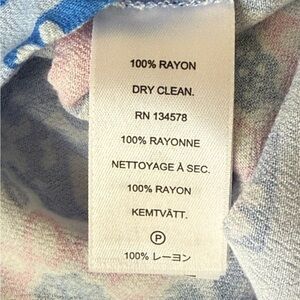 100% RAYON
DRY CLEAN.
RN 134578
100% RAYONNE
NETTOYAGE À SEC.
100% RAYON
KEMTVÄTT.
P
100% レーヨン